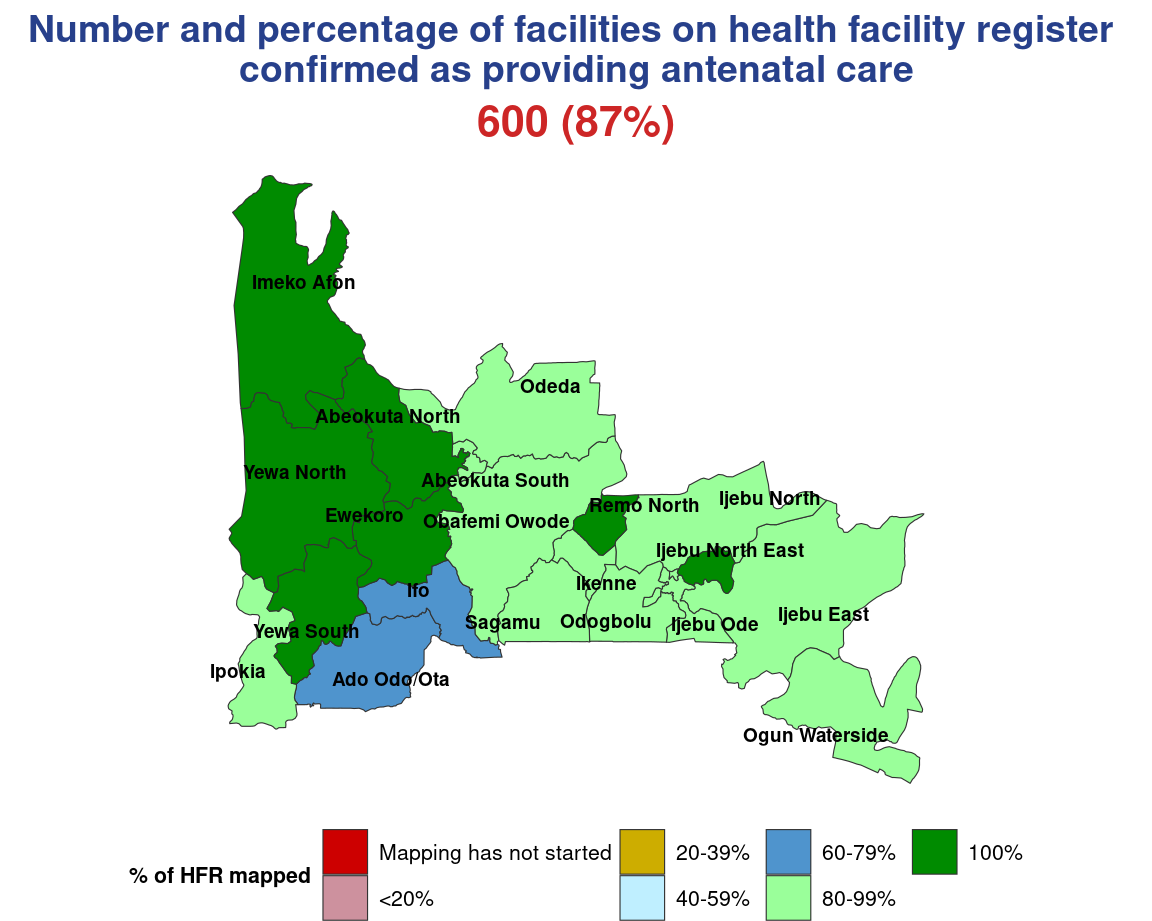 Number and percentage of facilities on health facility register
confirmed as providing antenatal care
600 (87%)
Imeko Afon
Odeda
Abeokuta North
Yewa North
Abeokuta South
Ijebu North
Remo North
Ewekoro
Obafemi Owode
Ijebu North East
Ikenne
Ifo
Ijebu East
Sagamu
Odogbolu
Ijebu Ode
Yewa South
Ipokia
Ado Odo/Ota
Ogun Waterside
% of HFR mapped
Mapping has not started
<20%
20-39%
40-59%
60-79%
80-99%
100%